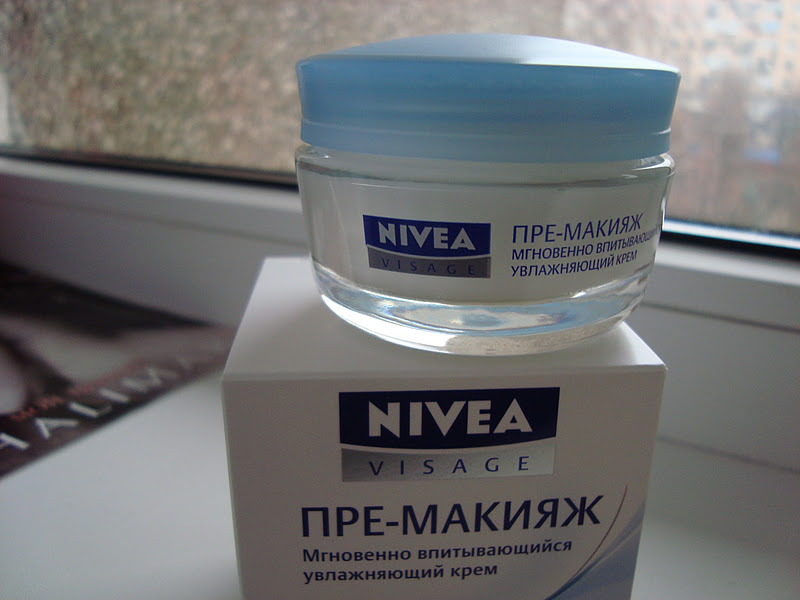 NIVEA
VISAGE
ПРЕ-МАКИЯЖ
МГНОВЕННО ВПИТЫВАЮЩИЙ
УВЛАЖНЯЮЩИЙ КРЕМ
NIVEA
VISAGE
ПРЕ-МАКИЯЖ
Мгновенно впитывающийся
увлажняющий крем